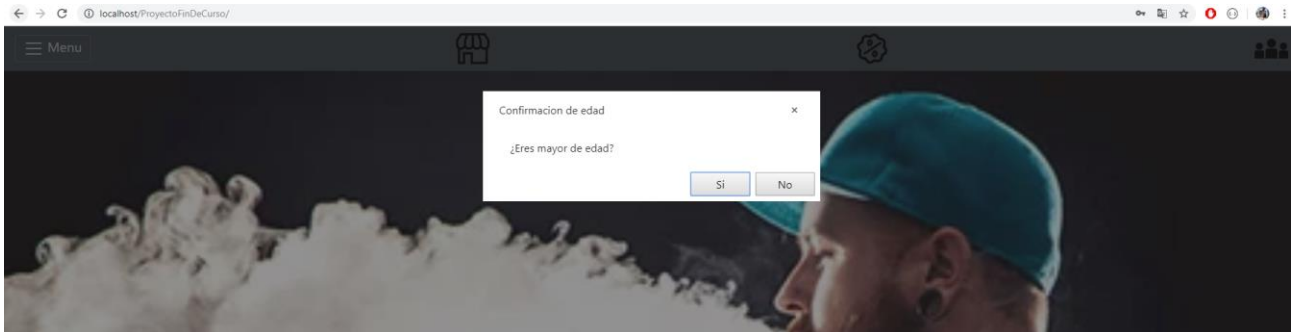 localhost/ProyectoFinDeCurso/
Menu
Confirmacion de edad
×
¿Eres mayor de edad?
Si
No